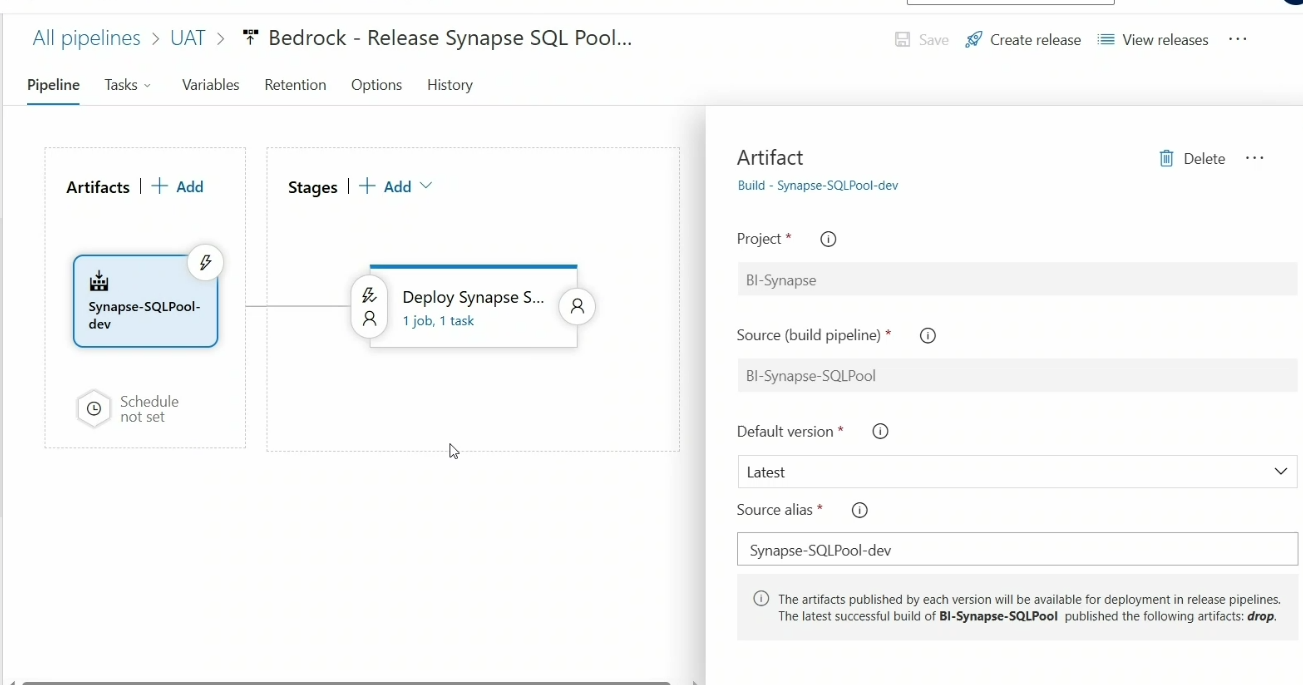 All pipelines > UAT > Bedrock - Release Synapse SQL Pool...
Save Create release View releases ...
Pipeline Tasks Variables Retention Options History
Artifacts | + Add
Stages | + Add
Synapse-SQLPool-
dev
Deploy Synapse S...
1 job, 1 task
Schedule
not set
Artifact
Delete ...
Build - Synapse-SQLPool-dev
Project *
BI-Synapse
Source (build pipeline) *
BI-Synapse-SQLPool
Default version *
Latest
Source alias *
Synapse-SQLPool-dev
The artifacts published by each version will be available for deployment in release pipelines.
The latest successful build of BI-Synapse-SQLPool published the following artifacts: drop.